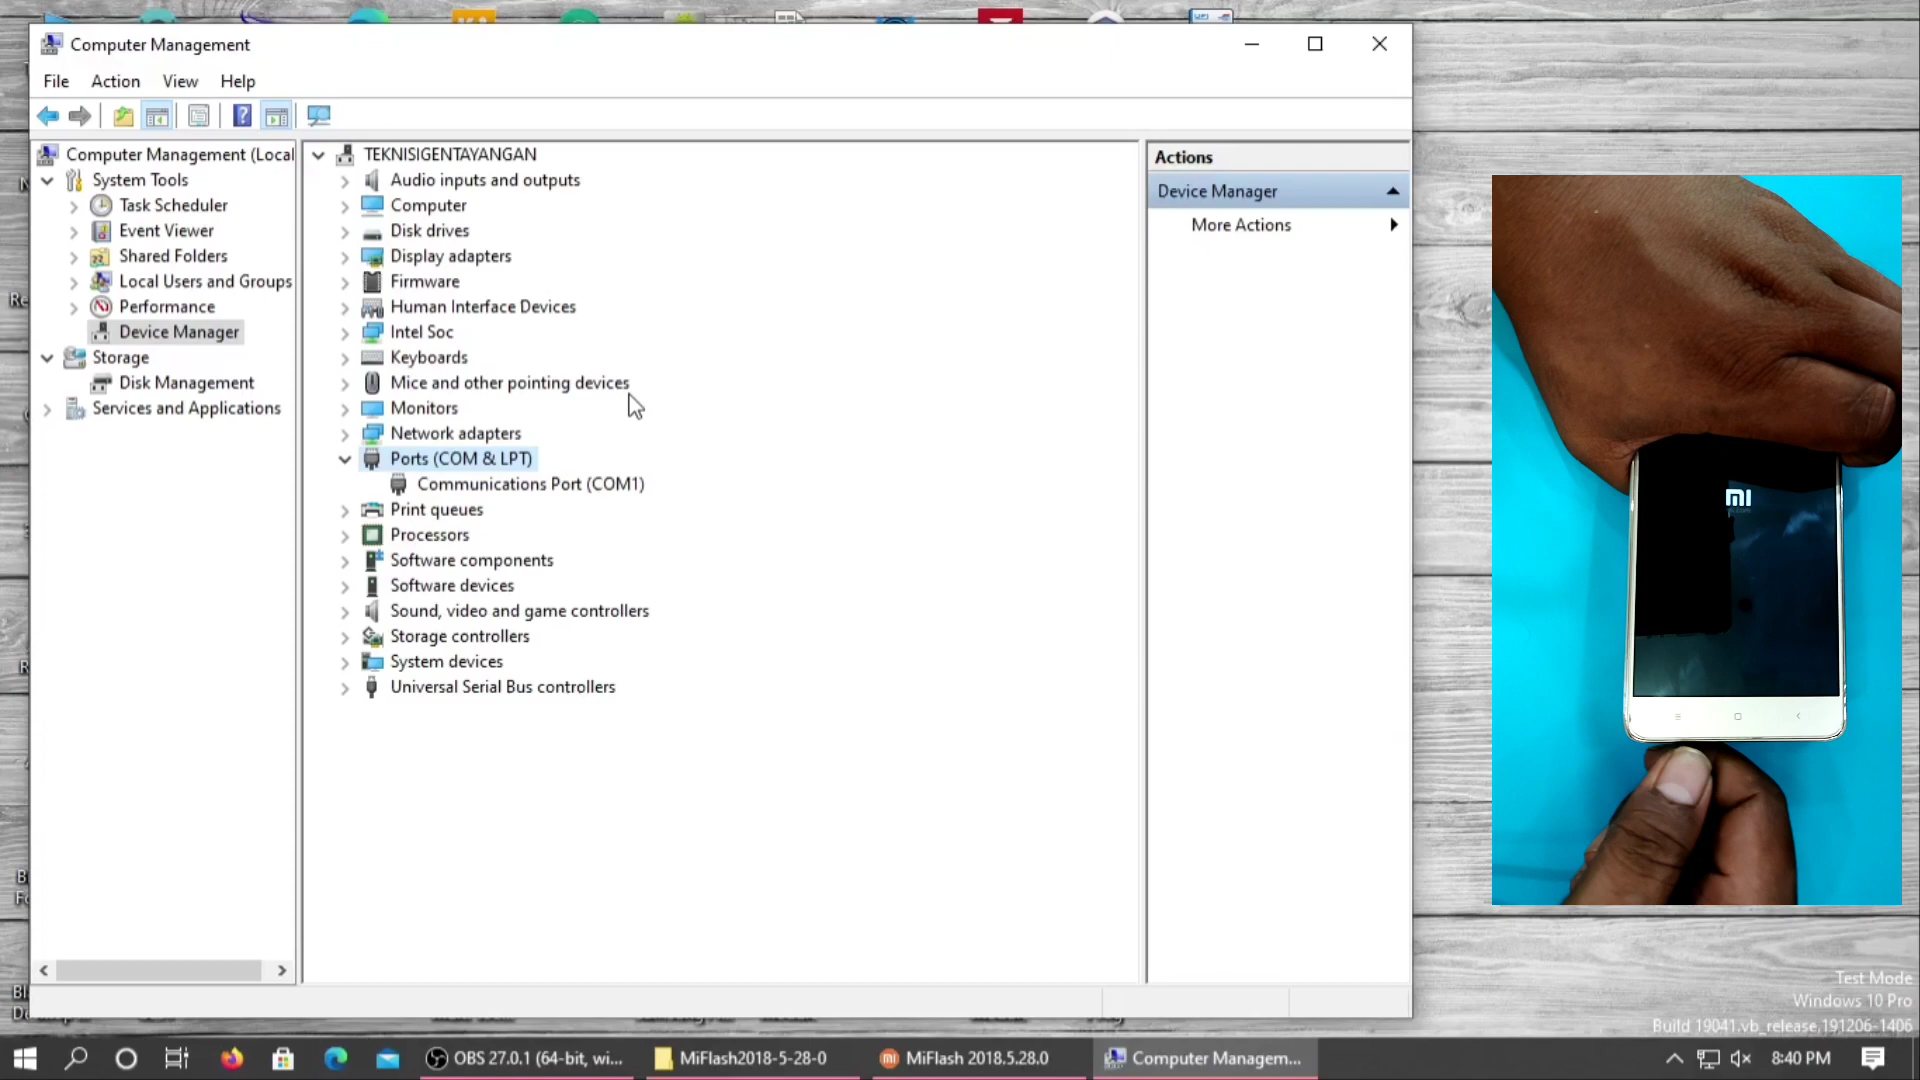 Computer Management
File Action View Help
Computer Management (Local
System Tools
Task Scheduler
Event Viewer
Shared Folders
Local Users and Groups
Performance
Device Manager
Storage
Disk Management
Services and Applications
TEKNISIGENTAYANGAN
Audio inputs and outputs
Computer
Disk drives
Display adapters
Firmware
Human Interface Devices
Intel Soc
Keyboards
Mice and other pointing devices
Monitors
Network adapters
Ports (COM & LPT)
Communications Port (COM1)
Print queues
Processors
Software components
Software devices
Sound, video and game controllers
Storage controllers
System devices
Universal Serial Bus controllers
Actions
Device Manager
More Actions
mi
Test Mode
Windows 10 Pro
Build 19041.vb_release.191206-1406
OBS 27.0.1 (64-bit, wi...
MiFlash2018-5-28-0
MiFlash 2018.5.28.0
Computer Managem...
8:40 PM